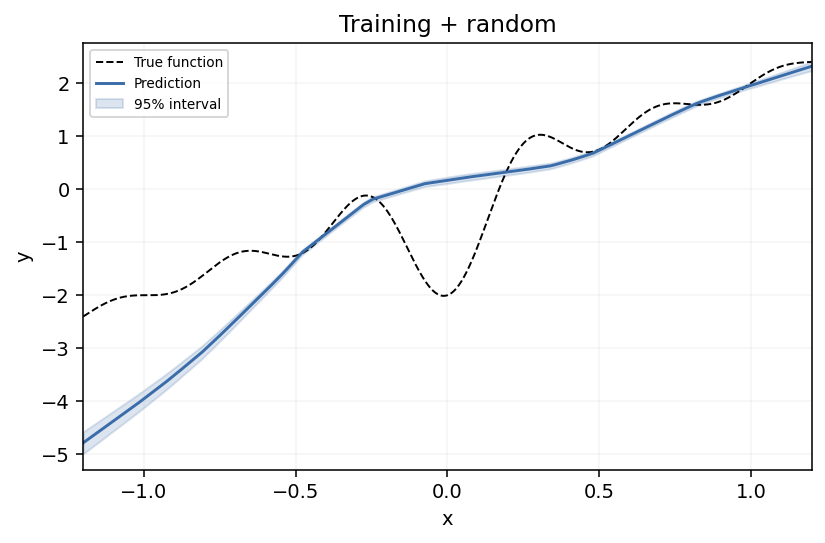 Training + random
True function
Prediction
95% interval
y
2
1
0
−1
−2
−3
−4
−5
−1.0 −0.5 0.0 0.5 1.0
x